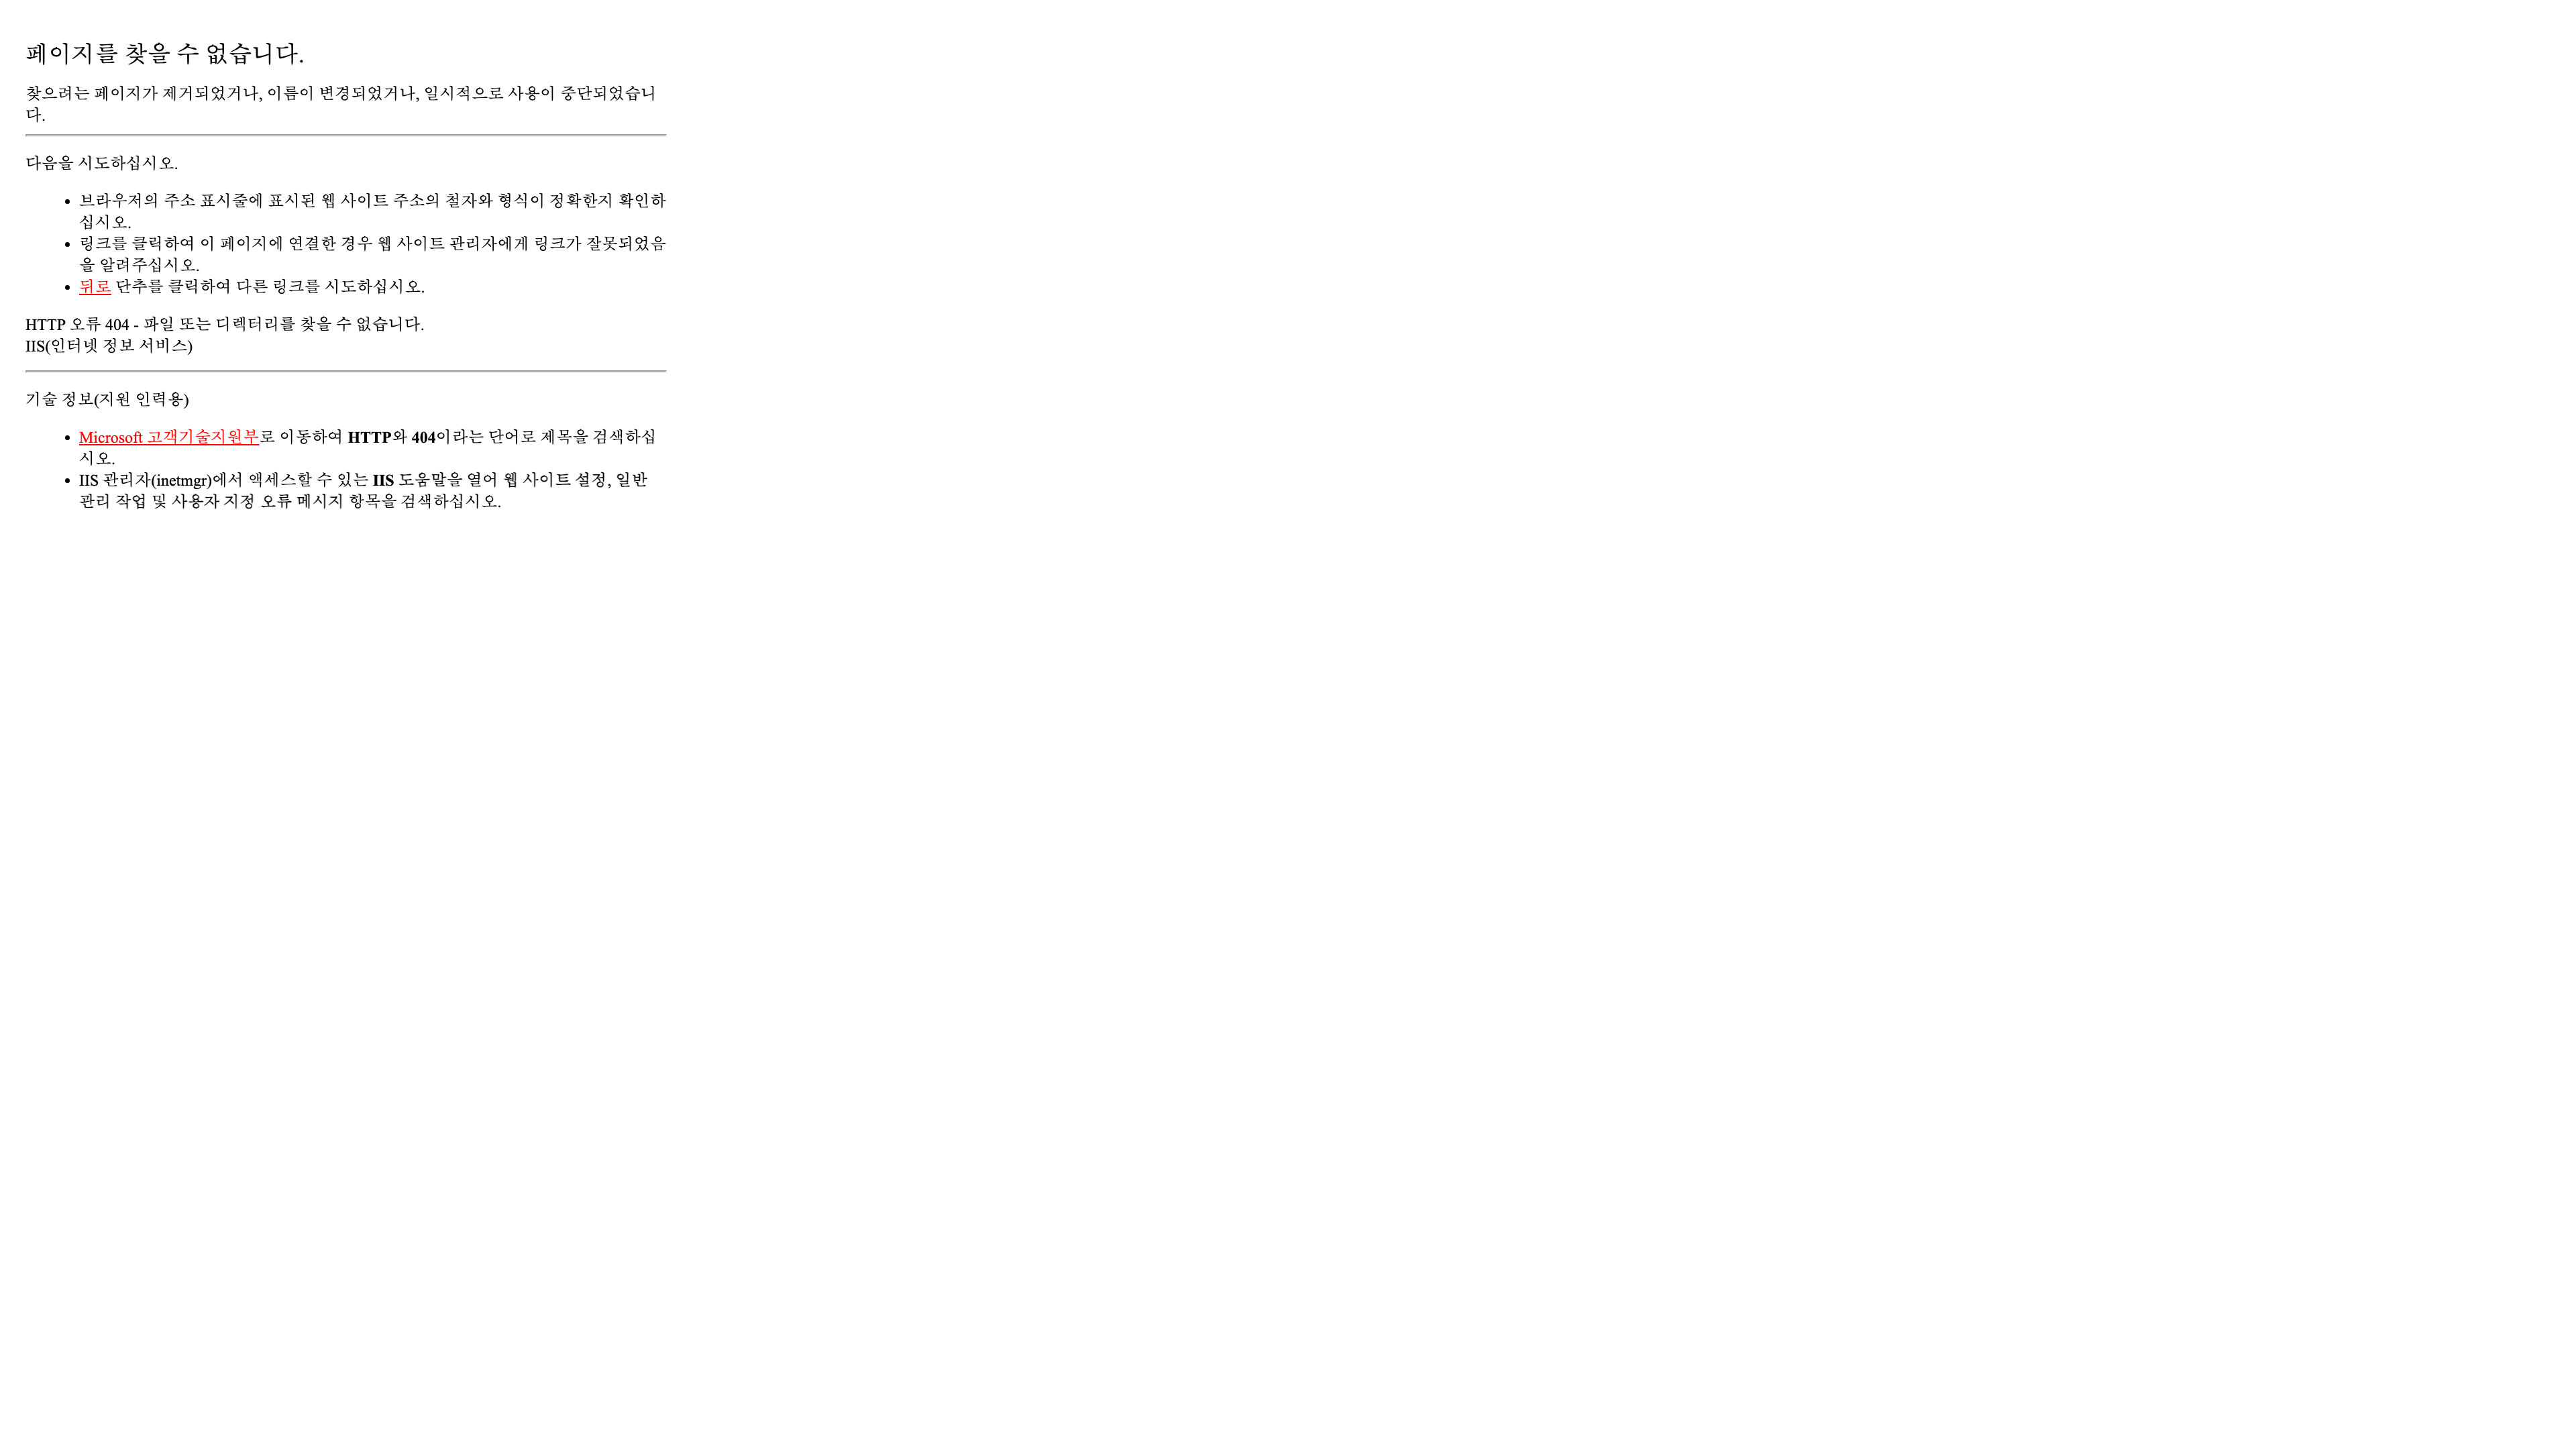 페이지를 찾을 수 없습니다.
찾으려는 페이지가 제거되었거나, 이름이 변경되었거나, 일시적으로 사용이 중단되었습니
다.
다음을 시도하십시오.
브라우저의 주소 표시줄에 표시된 웹 사이트 주소의 철자와 형식이 정확한지 확인하
십시오.
링크를 클릭하여 이 페이지에 연결한 경우 웹 사이트 관리자에게 링크가 잘못되었음
을 알려주십시오.
뒤로 단추를 클릭하여 다른 링크를 시도하십시오.
HTTP 오류 404 - 파일 또는 디렉터리를 찾을 수 없습니다.
IIS(인터넷 정보 서비스)
기술 정보(지원 인력용)
Microsoft 고객기술지원부로 이동하여 HTTP와 404이라는 단어로 제목을 검색하십
시오.
IIS 관리자(inetmgr)에서 액세스할 수 있는 IIS 도움말을 열어 웹 사이트 설정, 일반
관리 작업 및 사용자 지정 오류 메시지 항목을 검색하십시오.